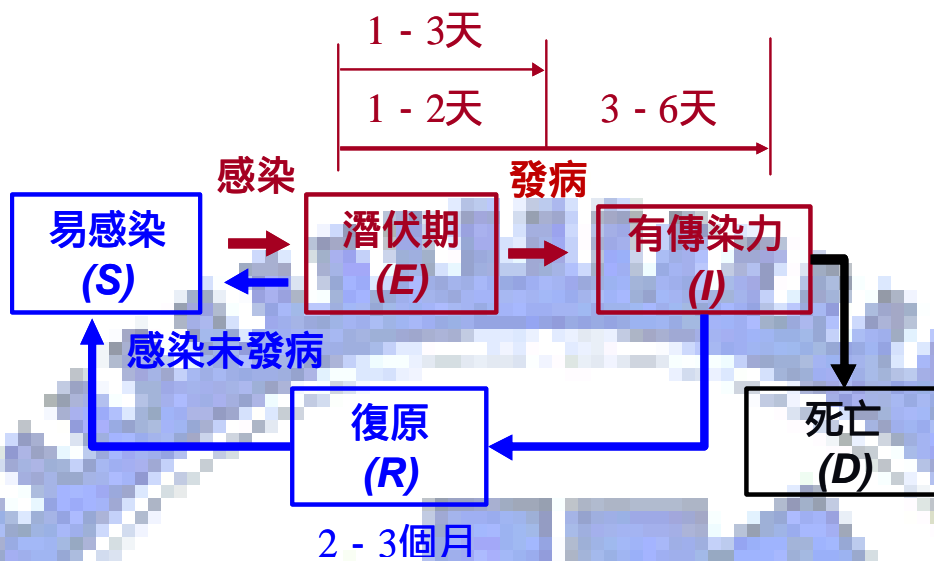 1 - 3天
1 - 2天
3 - 6天
感染
發病
易感染
(S)
潛伏期
(E)
有傳染力
(I)
感染未發病
復原
(R)
死亡
(D)
2 - 3個月